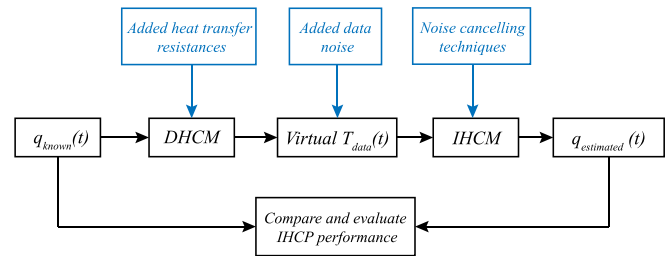 Added heat transfer
resistances
Added data
noise
Noise cancelling
techniques
q_known(t)
DHCM
Virtual T_data(t)
IHCM
q_estimated (t)
Compare and evaluate
IHCP performance